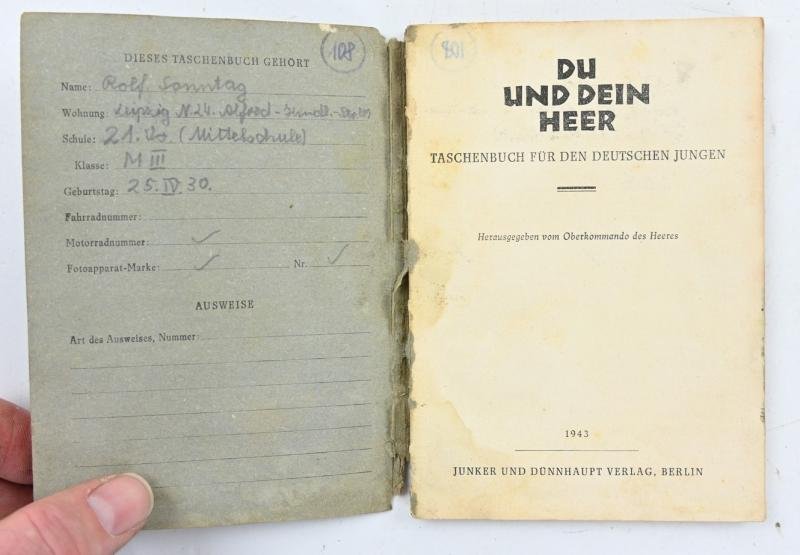 DIESES TASCHENBUCH GEHÖRT
108
Name: Rolf Sonntag
Wohnung: Leipzig N 24.
Schule: 21. (Mittelschule)
Klasse: M III
Geburtstag: 25. IV. 30.
Fahrradnummer:
Motorradnummer:
Fotoapparat-Marke: Nr.
AUSWEISE
Art des Ausweises, Nummer:
DU
UND DEIN
HEER
TASCHENBUCH FÜR DEN DEUTSCHEN JUNGEN
Herausgegeben vom Oberkommando des Heeres
1943
JUNKER UND DÜNNHAUPT VERLAG, BERLIN